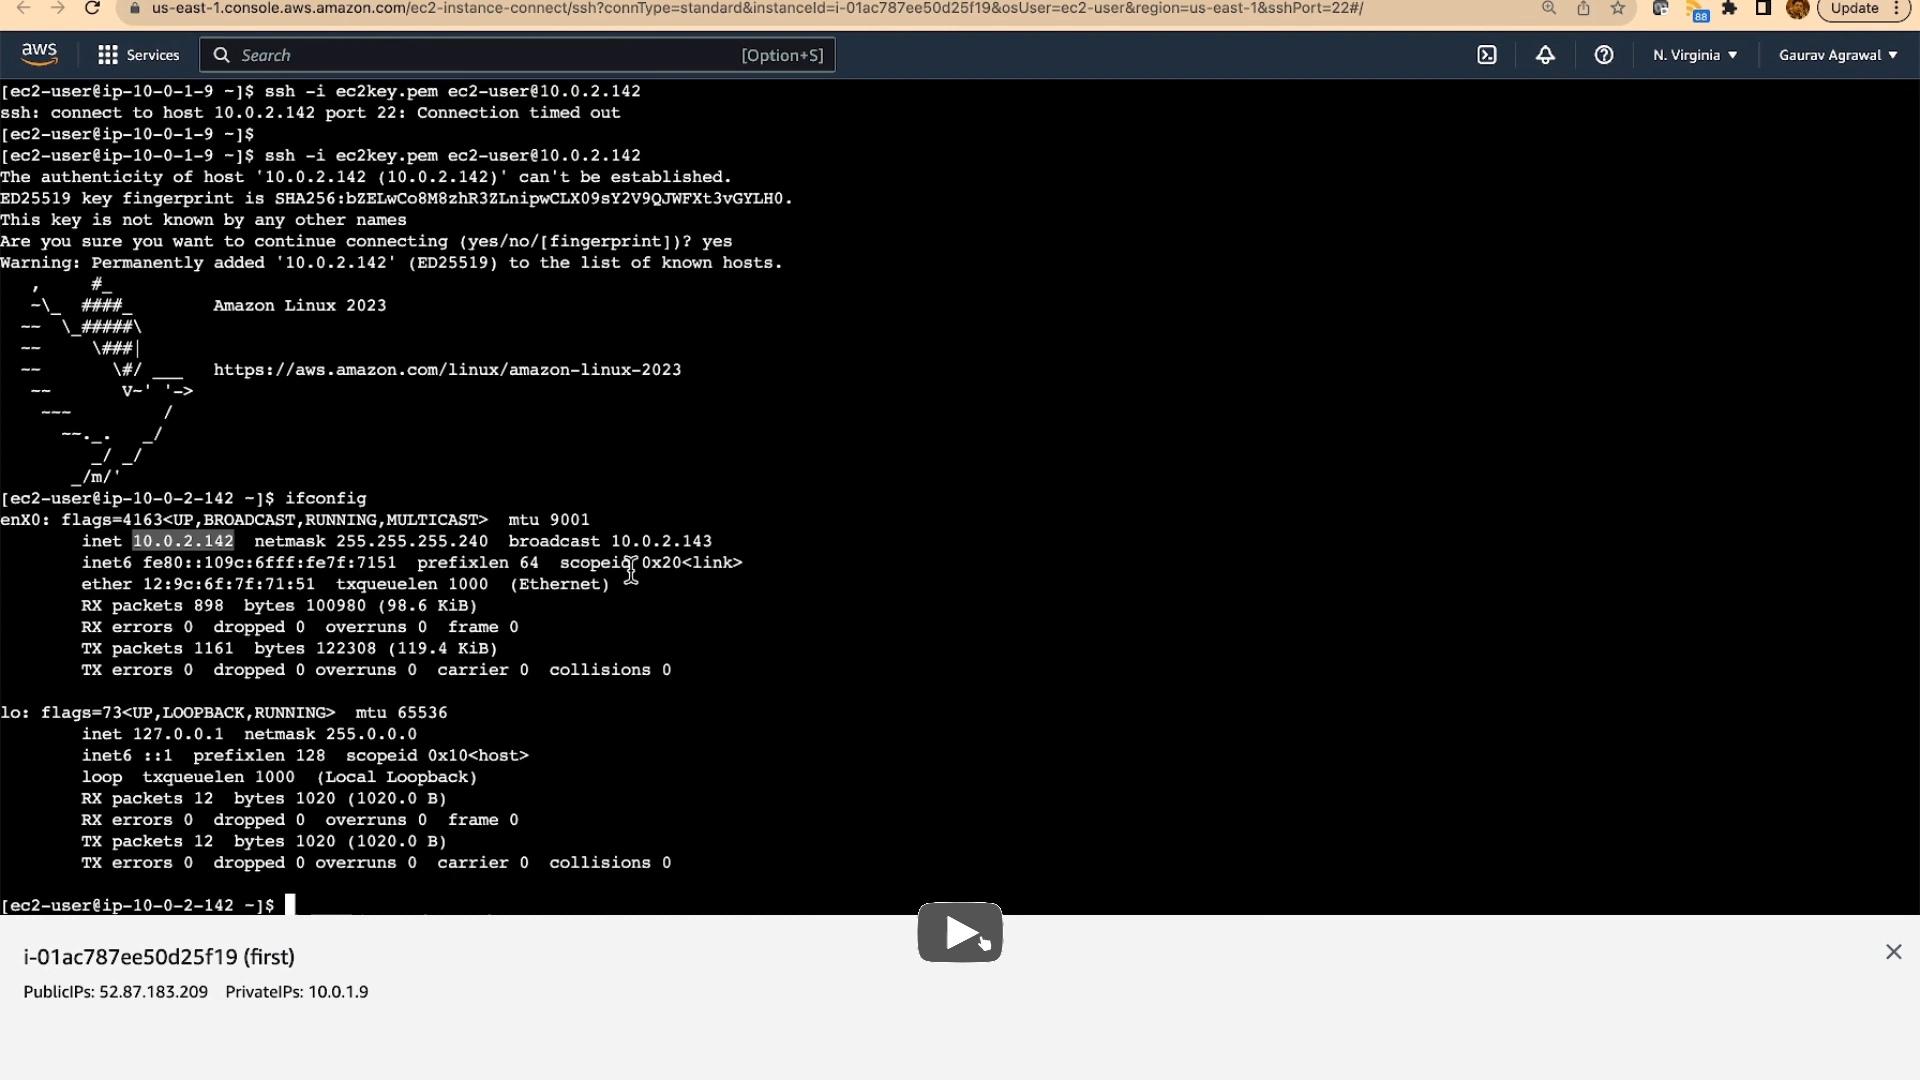 us-east-1.console.aws.amazon.com/ec2-instance-connect/ssh?connType=standard&instanceId=i-01ac787ee50d25f19&osUser=ec2-user&region=us-east-1&sshPort=22#/
88
Update
aws
Services
Search
[Option+S]
N. Virginia
Gaurav Agrawal
[ec2-user@ip-10-0-1-9 ~]$ ssh -i ec2key.pem ec2-user@10.0.2.142
ssh: connect to host 10.0.2.142 port 22: Connection timed out
[ec2-user@ip-10-0-1-9 ~]$
[ec2-user@ip-10-0-1-9 ~]$ ssh -i ec2key.pem ec2-user@10.0.2.142
The authenticity of host '10.0.2.142 (10.0.2.142)' can't be established.
ED25519 key fingerprint is SHA256:bZELwCo8M8zhR3ZLnipwCLX09sY2V9QJWFXt3vGYLH0.
This key is not known by any other names
Are you sure you want to continue connecting (yes/no/[fingerprint])? yes
Warning: Permanently added '10.0.2.142' (ED25519) to the list of known hosts.
   ,     #_
   ~\_  ####_        Amazon Linux 2023
  ~~  \_#####\
  ~~     \###|
  ~~       \#/ ___   https://aws.amazon.com/linux/amazon-linux-2023
   ~~       V~' '->
    ~~~         /
      ~~._.   _/
         _/ _/
       _/m/'
[ec2-user@ip-10-0-2-142 ~]$ ifconfig
enX0: flags=4163<UP,BROADCAST,RUNNING,MULTICAST>  mtu 9001
        inet 10.0.2.142  netmask 255.255.255.240  broadcast 10.0.2.143
        inet6 fe80::109c:6fff:fe7f:7151  prefixlen 64  scopeid 0x20<link>
        ether 12:9c:6f:7f:71:51  txqueuelen 1000  (Ethernet)
        RX packets 898  bytes 100980 (98.6 KiB)
        RX errors 0  dropped 0  overruns 0  frame 0
        TX packets 1161  bytes 122308 (119.4 KiB)
        TX errors 0  dropped 0 overruns 0  carrier 0  collisions 0
lo: flags=73<UP,LOOPBACK,RUNNING>  mtu 65536
        inet 127.0.0.1  netmask 255.0.0.0
        inet6 ::1  prefixlen 128  scopeid 0x10<host>
        loop  txqueuelen 1000  (Local Loopback)
        RX packets 12  bytes 1020 (1020.0 B)
        RX errors 0  dropped 0  overruns 0  frame 0
        TX packets 12  bytes 1020 (1020.0 B)
        TX errors 0  dropped 0 overruns 0  carrier 0  collisions 0
[ec2-user@ip-10-0-2-142 ~]$
i-01ac787ee50d25f19 (first)
PublicIPs: 52.87.183.209    PrivateIPs: 10.0.1.9